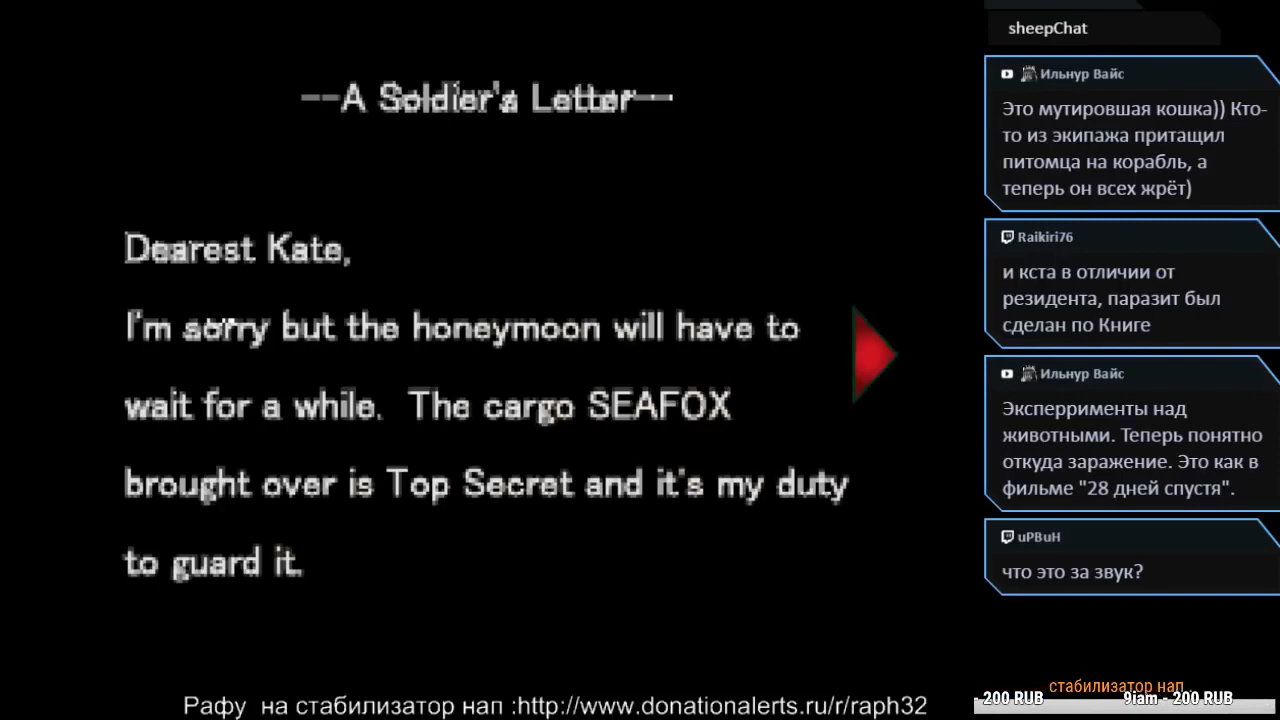 --A Soldier's Letter--
Dearest Kate,
I'm sorry but the honeymoon will have to
wait for a while. The cargo SEAFOX
brought over is Top Secret and it's my duty
to guard it.
sheepChat
Ильнур Вайс
Это мутировшая кошка)) Кто-
то из экипажа притащил
питомца на корабль, а
теперь он всех жрёт)
Raikiri76
и кста в отличии от
резидента, паразит был
сделан по Книге
Ильнур Вайс
Эксперрименты над
животными. Теперь понятно
откуда заражение. Это как в
фильме "28 дней спустя".
uPBuH
что это за звук?
стабилизатор нап
- 200 RUB 9iam - 200 RUB
Рафу на стабилизатор нап :http://www.donationalerts.ru/r/raph32